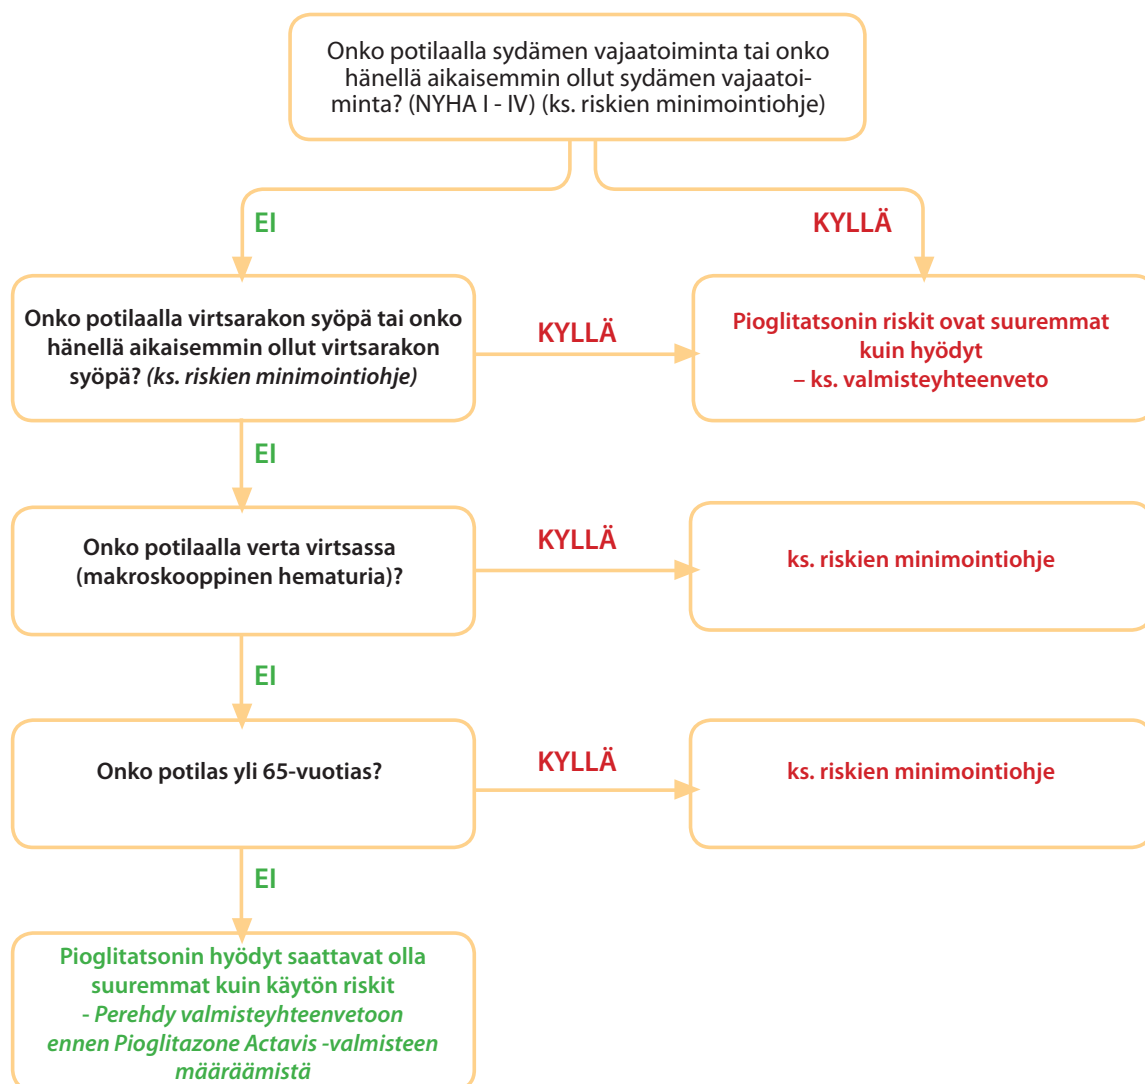 Onko potilaalla sydämen vajaatoiminta tai onko
hänellä aikaisemmin ollut sydämen vajaatoi-
minta? (NYHA I - IV) (ks. riskien minimointiohje)
EI
KYLLÄ
Onko potilaalla virtsarakon syöpä tai onko
hänellä aikaisemmin ollut virtsarakon
syöpä? (ks. riskien minimointiohje)
KYLLÄ
Pioglitatsonin riskit ovat suuremmat
kuin hyödyt
– ks. valmisteyhteenveto
EI
Onko potilaalla verta virtsassa
(makroskooppinen hematuria)?
KYLLÄ
ks. riskien minimointiohje
EI
Onko potilas yli 65-vuotias?
KYLLÄ
ks. riskien minimointiohje
EI
Pioglitatsonin hyödyt saattavat olla
suuremmat kuin käytön riskit
- Perehdy valmisteyhteenvetoon
ennen Pioglitazone Actavis -valmisteen
määräämistä